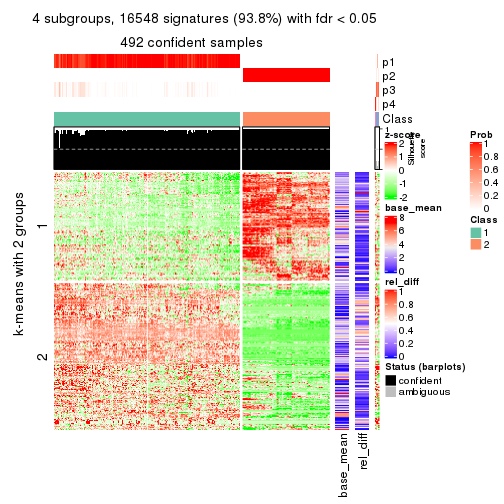 4 subgroups, 16548 signatures (93.8%) with fdr < 0.05
492 confident samples
p1
p2
p3
p4
Class
1
Silhouette
score
k-means with 2 groups
1
2
base_mean
rel_diff
z-score
2
1
0
-1
-2
base_mean
8
6
4
2
0
rel_diff
1
0.8
0.6
0.4
0.2
0
Status (barplots)
confident
ambiguous
Prob
1
0.8
0.6
0.4
0.2
0
Class
1
2